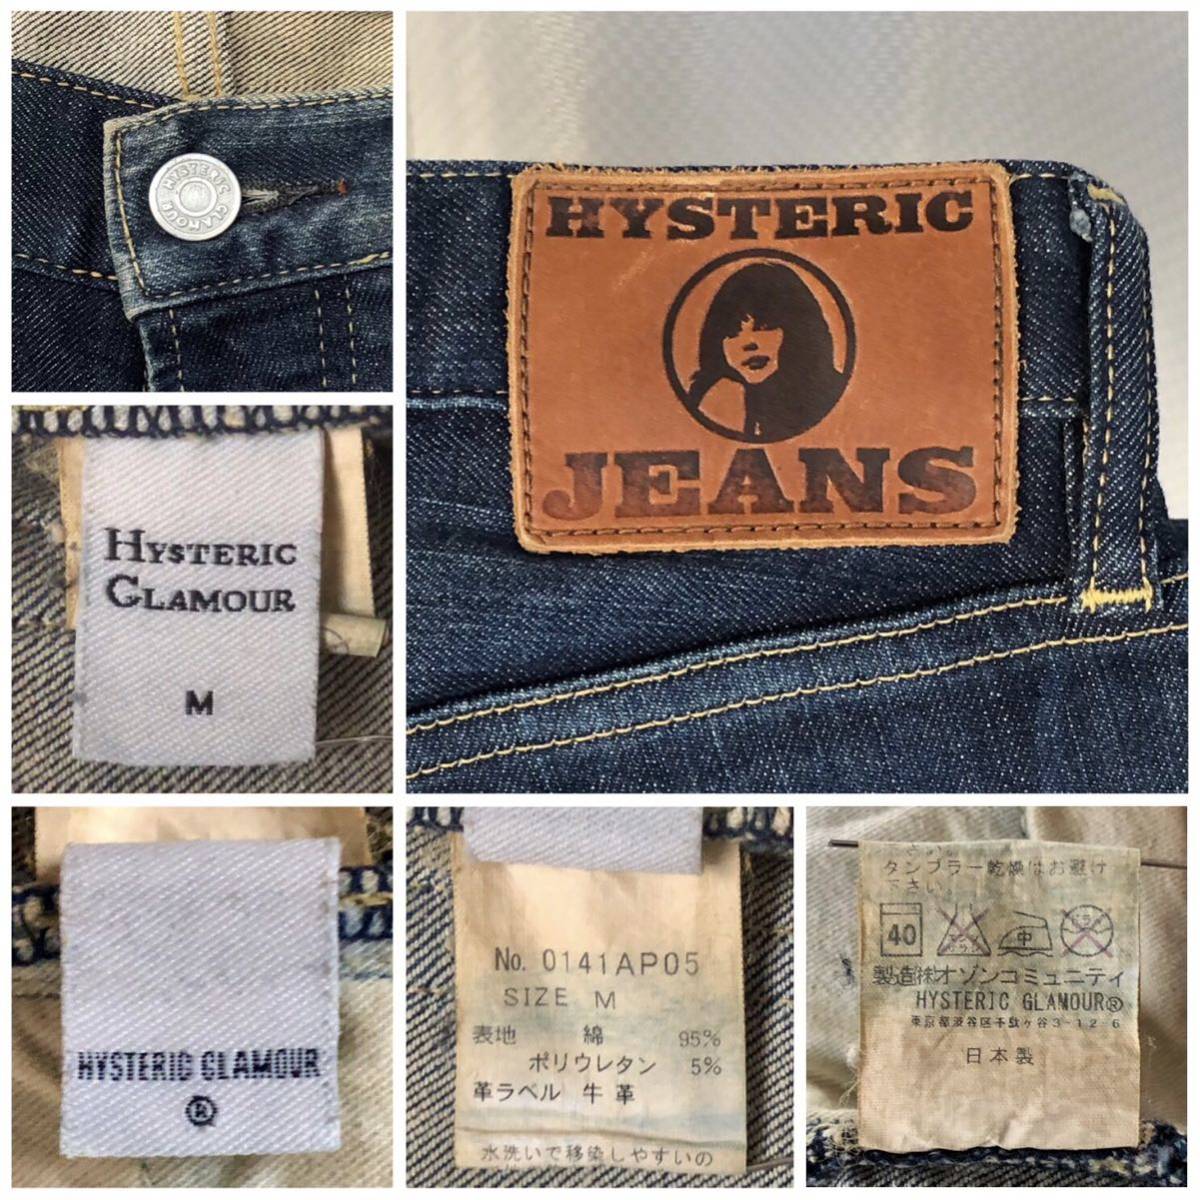 HYSTERIC GLAMOUR
HYSTERIC
JEANS
HYSTERIC
GLAMOUR
M
HYSTERIC GLAMOUR
®
No. 0141AP05
SIZE M
表地 綿 95%
ポリウレタン 5%
革ラベル 牛革
水洗いで移染しやすいの
タンブラー乾燥はお避け
下さい。
40 中
製造㈱オゾンコミュニティ
HYSTERIC GLAMOUR®
東京都渋谷区千駄ヶ谷3-12-6
日本製